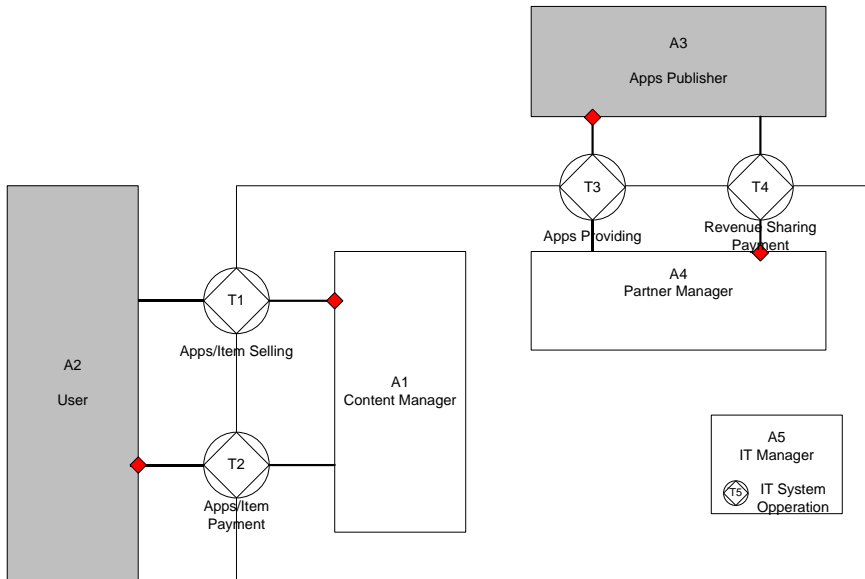 A3
Apps Publisher
T3
T4
Apps Providing
Revenue Sharing
Payment
A4
Partner Manager
T1
Apps/Item Selling
A2
User
A1
Content Manager
T2
Apps/Item
Payment
A5
IT Manager
T5
IT System
Opperation